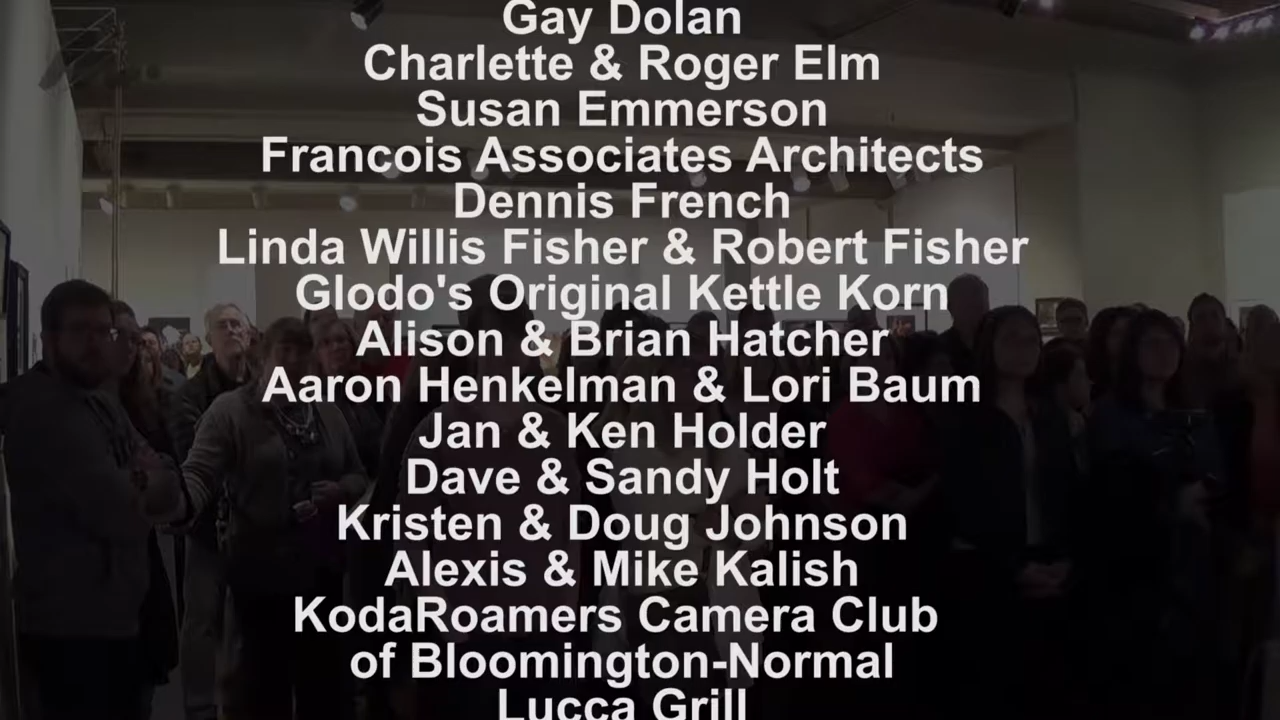 Gay Dolan
Charlette & Roger Elm
Susan Emmerson
Francois Associates Architects
Dennis French
Linda Willis Fisher & Robert Fisher
Glodo's Original Kettle Korn
Alison & Brian Hatcher
Aaron Henkelman & Lori Baum
Jan & Ken Holder
Dave & Sandy Holt
Kristen & Doug Johnson
Alexis & Mike Kalish
KodaRoamers Camera Club
of Bloomington-Normal
Lucca Grill